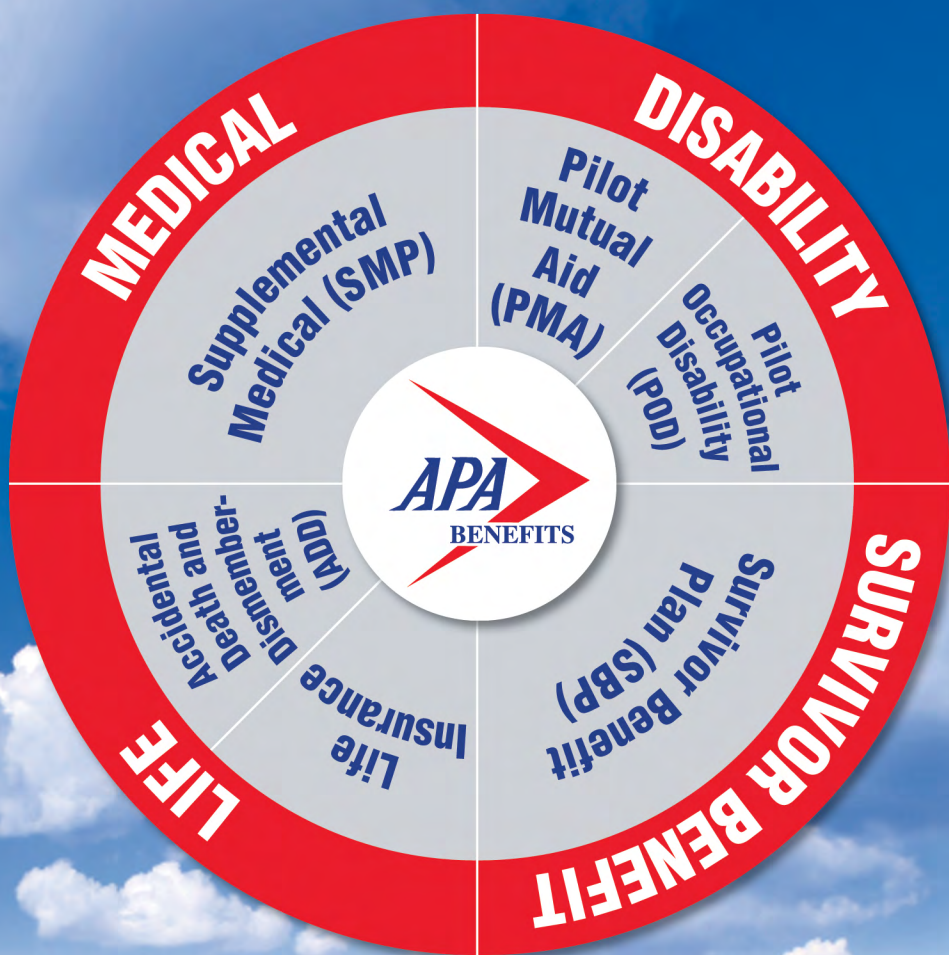 MEDICAL
Supplemental
Medical (SMP)
DISABILITY
Pilot
Mutual
Aid
(PMA)
Pilot
Occupational
Disability
(POD)
SURVIVOR BENEFIT
Survivor Benefit
Plan (SBP)
LIFE
Life
Insurance
Accidental
Death and
Dismember-
ment
(ADD)
APA
BENEFITS